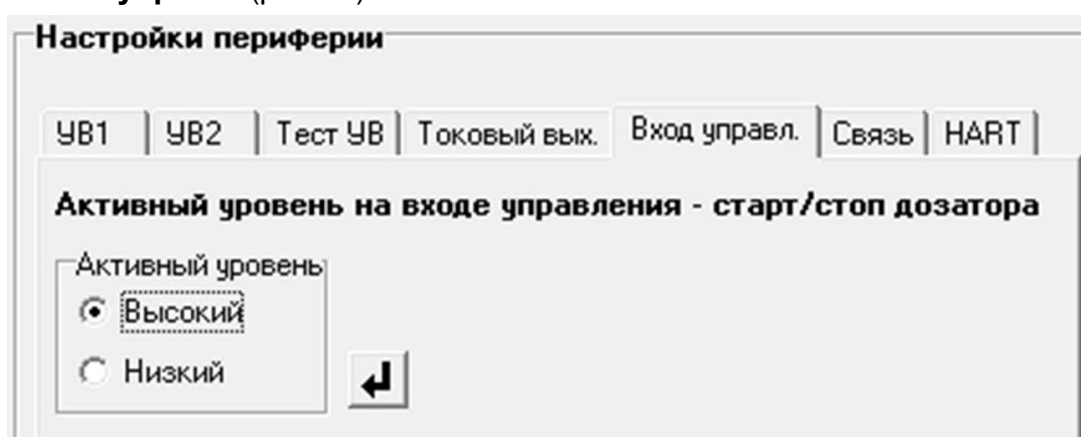 Настройки периферии
УВ1 УВ2 Тест УВ Токовый вых. Вход управл. Связь HART
Активный уровень на входе управления - старт/стоп дозатора
Активный уровень
Высокий
Низкий